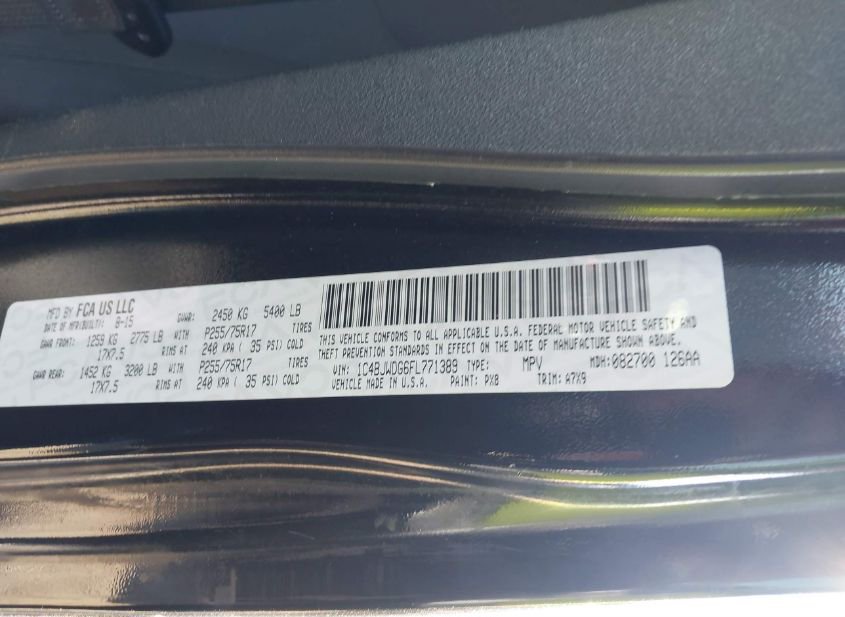 MFD BY FCA US LLC
DATE OF MFR(BUILT): 8-15 GVWR: 2450 KG 5400 LB
GAWR FRONT: 1259 KG 2775 LB WITH P255/75R17 TIRES
17X7.5 RIMS AT 240 KPA ( 35 PSI) COLD
GAWR REAR: 1452 KG 3200 LB WITH P255/75R17 TIRES
17X7.5 RIMS AT 240 KPA ( 35 PSI) COLD
THIS VEHICLE CONFORMS TO ALL APPLICABLE U.S.A. FEDERAL MOTOR VEHICLE SAFETY AND
THEFT PREVENTION STANDARDS IN EFFECT ON THE DATE OF MANUFACTURE SHOWN ABOVE.
VIN: 1C4BJWDG6FL771389 TYPE: MPV MDH:082700 126AA
VEHICLE MADE IN U.S.A. PAINT: PX8 TRIM: A7X9